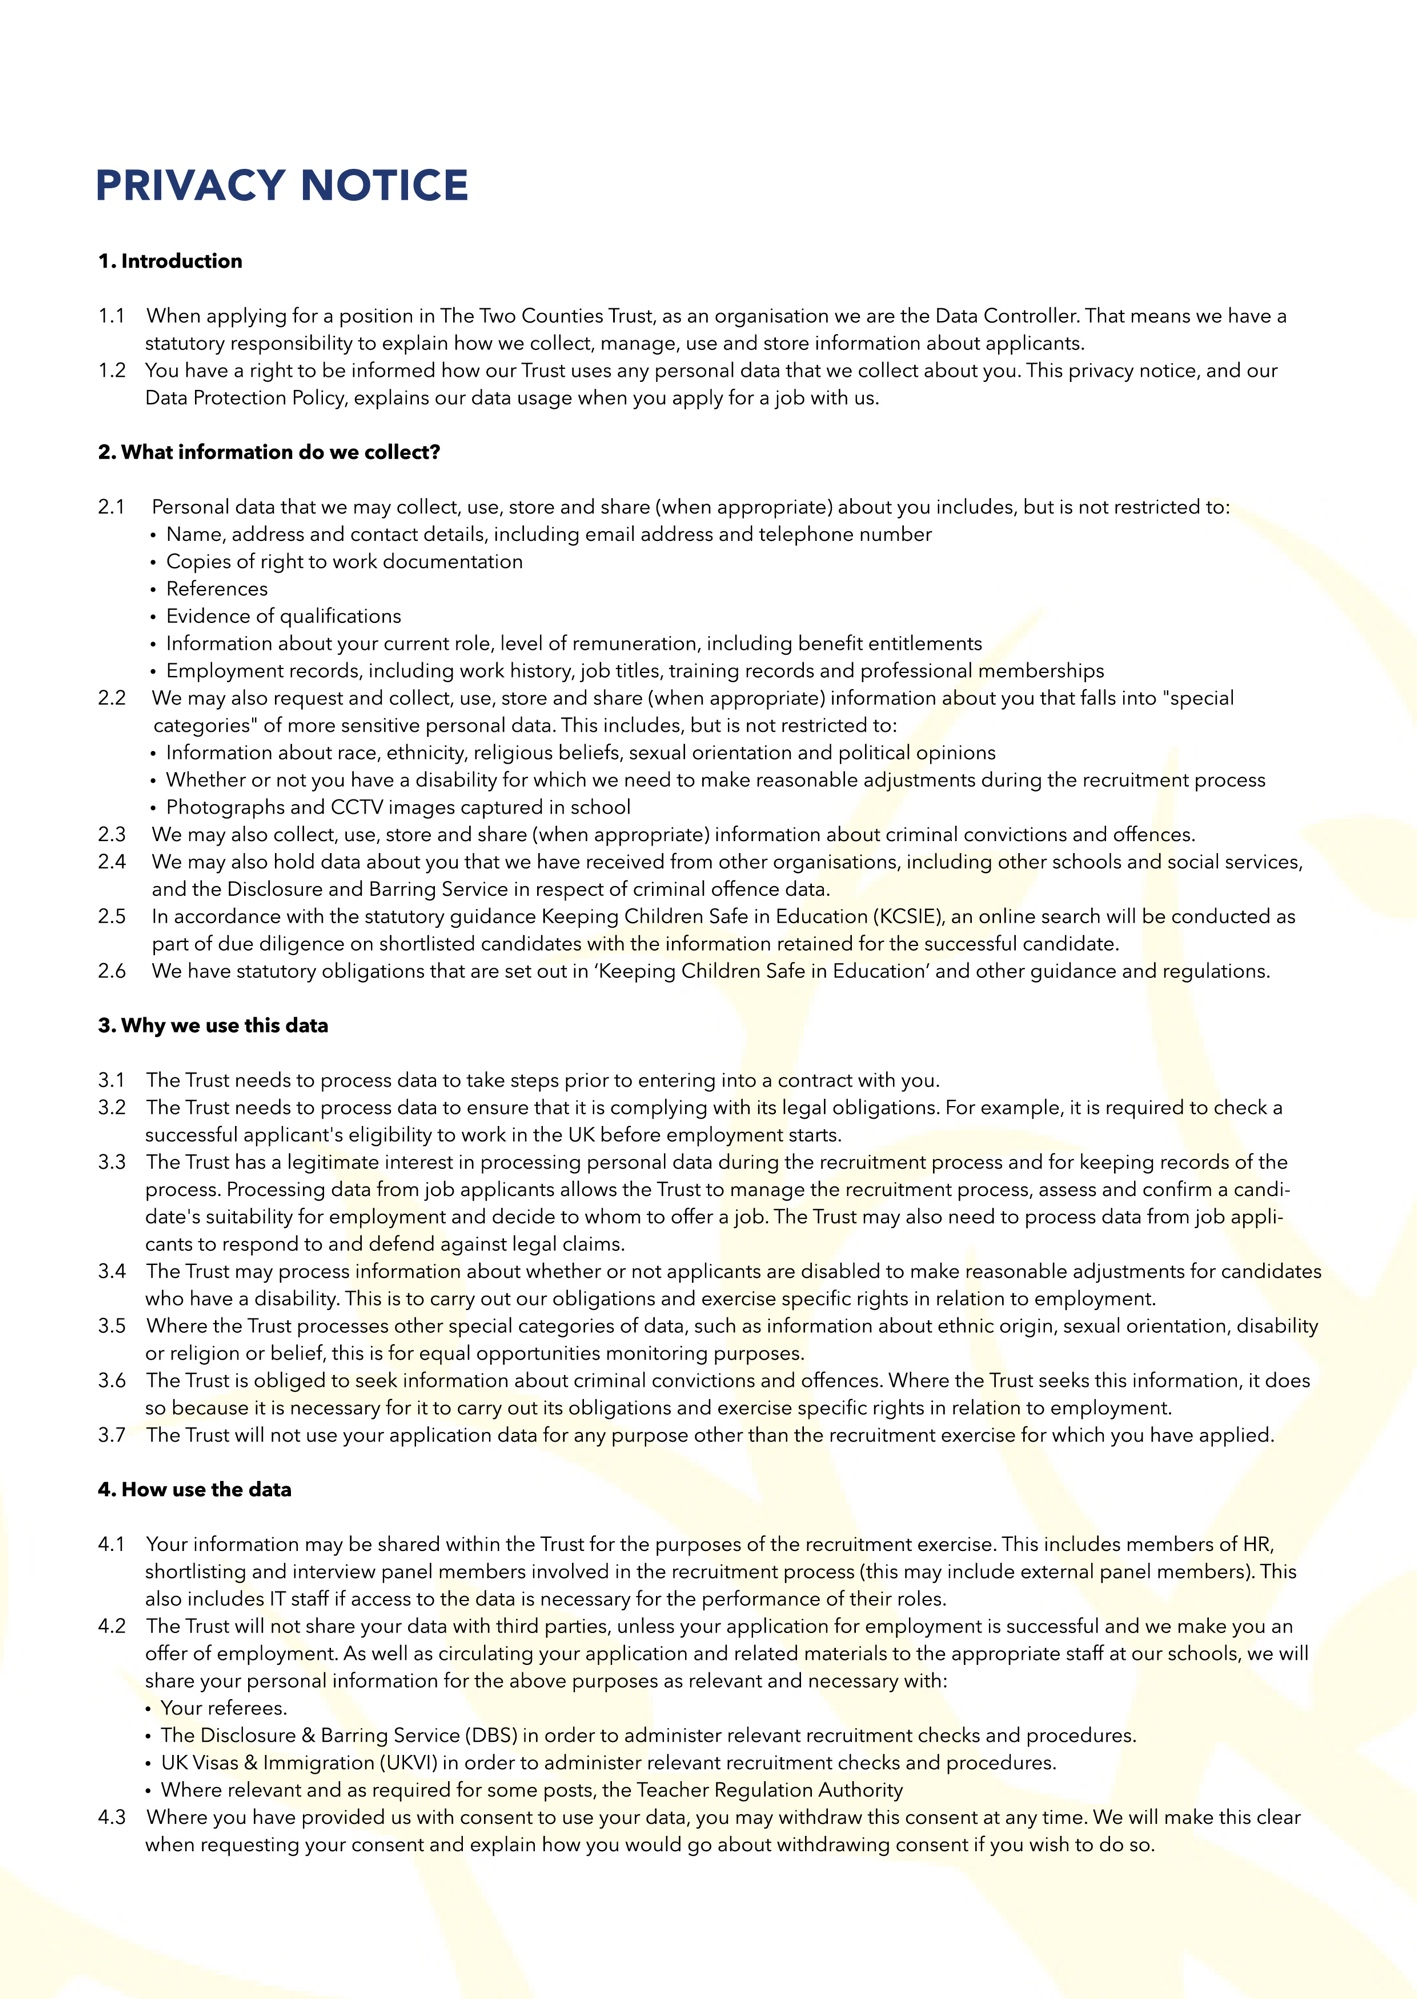 PRIVACY NOTICE
1. Introduction
1.1 When applying for a position in The Two Counties Trust, as an organisation we are the Data Controller. That means we have a
statutory responsibility to explain how we collect, manage, use and store information about applicants.
1.2 You have a right to be informed how our Trust uses any personal data that we collect about you. This privacy notice, and our
Data Protection Policy, explains our data usage when you apply for a job with us.
2. What information do we collect?
2.1 Personal data that we may collect, use, store and share (when appropriate) about you includes, but is not restricted to:
• Name, address and contact details, including email address and telephone number
• Copies of right to work documentation
• References
• Evidence of qualifications
• Information about your current role, level of remuneration, including benefit entitlements
• Employment records, including work history, job titles, training records and professional memberships
2.2 We may also request and collect, use, store and share (when appropriate) information about you that falls into "special
categories" of more sensitive personal data. This includes, but is not restricted to:
• Information about race, ethnicity, religious beliefs, sexual orientation and political opinions
• Whether or not you have a disability for which we need to make reasonable adjustments during the recruitment process
• Photographs and CCTV images captured in school
2.3 We may also collect, use, store and share (when appropriate) information about criminal convictions and offences.
2.4 We may also hold data about you that we have received from other organisations, including other schools and social services,
and the Disclosure and Barring Service in respect of criminal offence data.
2.5 In accordance with the statutory guidance Keeping Children Safe in Education (KCSIE), an online search will be conducted as
part of due diligence on shortlisted candidates with the information retained for the successful candidate.
2.6 We have statutory obligations that are set out in ‘Keeping Children Safe in Education’ and other guidance and regulations.
3. Why we use this data
3.1 The Trust needs to process data to take steps prior to entering into a contract with you.
3.2 The Trust needs to process data to ensure that it is complying with its legal obligations. For example, it is required to check a
successful applicant's eligibility to work in the UK before employment starts.
3.3 The Trust has a legitimate interest in processing personal data during the recruitment process and for keeping records of the
process. Processing data from job applicants allows the Trust to manage the recruitment process, assess and confirm a candi-
date's suitability for employment and decide to whom to offer a job. The Trust may also need to process data from job appli-
cants to respond to and defend against legal claims.
3.4 The Trust may process information about whether or not applicants are disabled to make reasonable adjustments for candidates
who have a disability. This is to carry out our obligations and exercise specific rights in relation to employment.
3.5 Where the Trust processes other special categories of data, such as information about ethnic origin, sexual orientation, disability
or religion or belief, this is for equal opportunities monitoring purposes.
3.6 The Trust is obliged to seek information about criminal convictions and offences. Where the Trust seeks this information, it does
so because it is necessary for it to carry out its obligations and exercise specific rights in relation to employment.
3.7 The Trust will not use your application data for any purpose other than the recruitment exercise for which you have applied.
4. How use the data
4.1 Your information may be shared within the Trust for the purposes of the recruitment exercise. This includes members of HR,
shortlisting and interview panel members involved in the recruitment process (this may include external panel members). This
also includes IT staff if access to the data is necessary for the performance of their roles.
4.2 The Trust will not share your data with third parties, unless your application for employment is successful and we make you an
offer of employment. As well as circulating your application and related materials to the appropriate staff at our schools, we will
share your personal information for the above purposes as relevant and necessary with:
• Your referees.
• The Disclosure & Barring Service (DBS) in order to administer relevant recruitment checks and procedures.
• UK Visas & Immigration (UKVI) in order to administer relevant recruitment checks and procedures.
• Where relevant and as required for some posts, the Teacher Regulation Authority
4.3 Where you have provided us with consent to use your data, you may withdraw this consent at any time. We will make this clear
when requesting your consent and explain how you would go about withdrawing consent if you wish to do so.